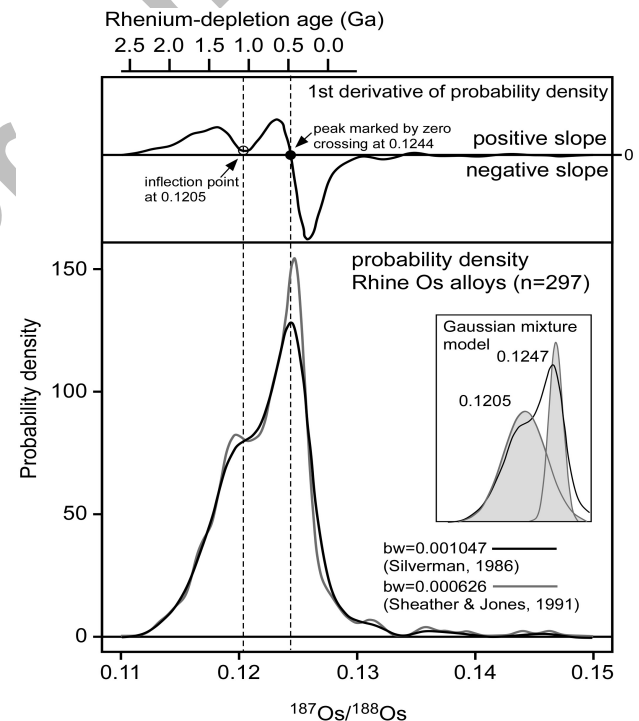 Rhenium-depletion age (Ga)
2.5 2.0 1.5 1.0 0.5 0.0
1st derivative of probability density
peak marked by zero
crossing at 0.1244
positive slope
0
negative slope
inflection point
at 0.1205
probability density
Rhine Os alloys (n=297)
Gaussian mixture
model
0.1247
0.1205
bw=0.001047
(Silverman, 1986)
bw=0.000626
(Sheather & Jones, 1991)
Probability density
150
100
50
0
0.11 0.12 0.13 0.14 0.15
187Os/188Os